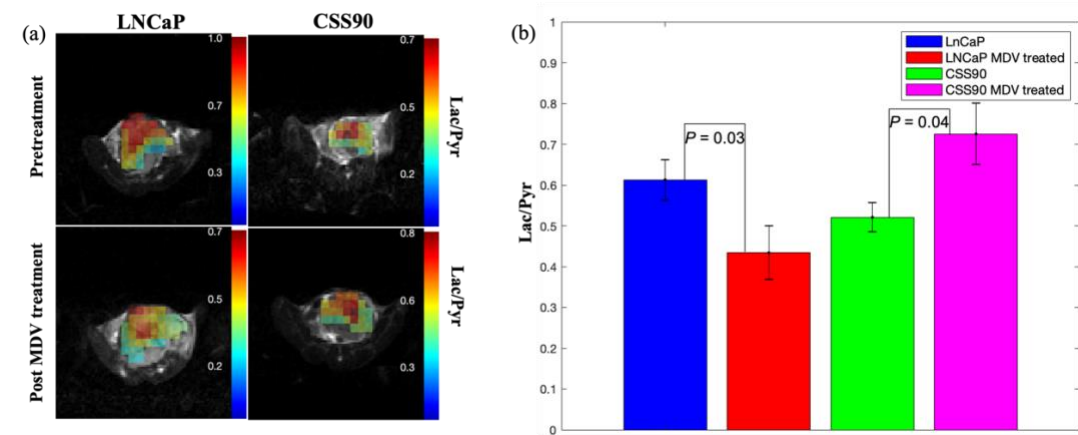 (a)
LNCaP
CSS90
Pretreatment
1.0
0.7
0.3
0.7
0.5
0.2
Lac/Pyr
Post MDV treatment
0.7
0.5
0.2
0.8
0.6
0.3
Lac/Pyr
(b)
Lac/Pyr
1
0.9
0.8
0.7
0.6
0.5
0.4
0.3
0.2
0.1
0
P = 0.03
P = 0.04
LnCaP
LNCaP MDV treated
CSS90
CSS90 MDV treated